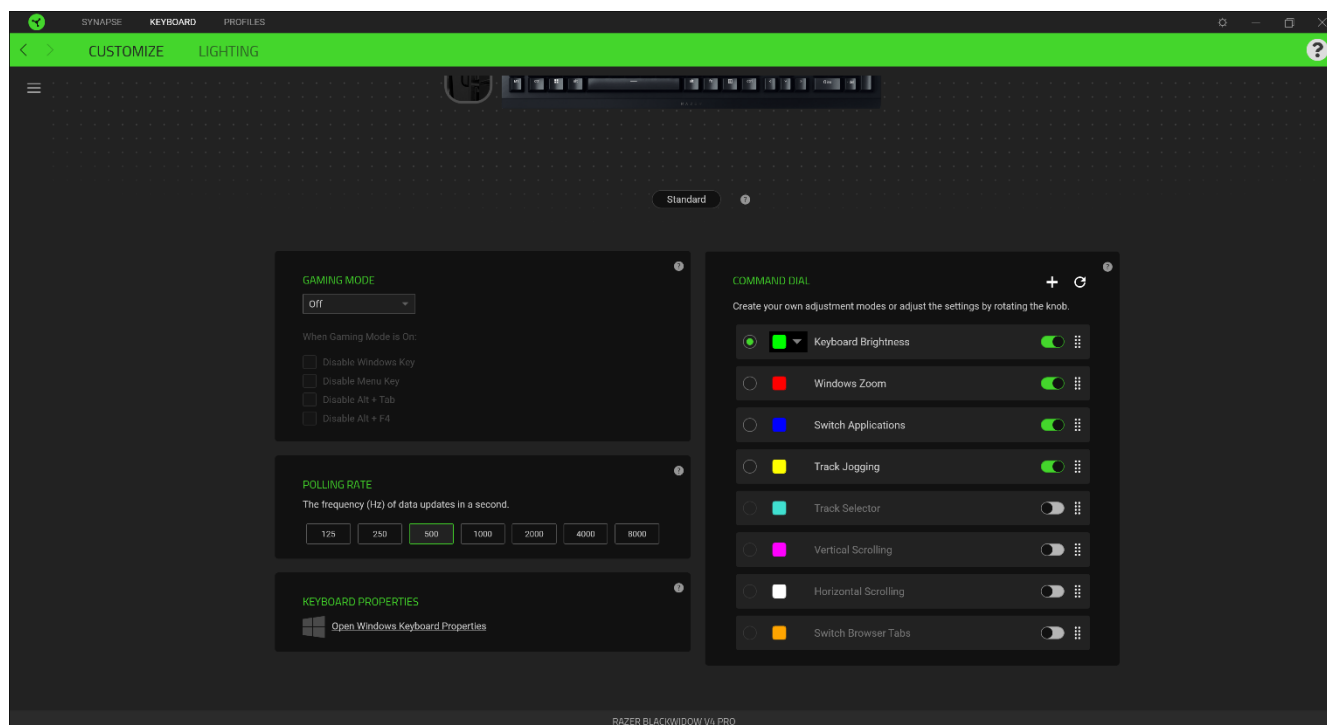 SYNAPSE KEYBOARD PROFILES
CUSTOMIZE LIGHTING
?
Standard ?
GAMING MODE
?
Off
When Gaming Mode is On:
Disable Windows Key
Disable Menu Key
Disable Alt + Tab
Disable Alt + F4
POLLING RATE
?
The frequency (Hz) of data updates in a second.
125 250 500 1000 2000 4000 8000
KEYBOARD PROPERTIES
?
Open Windows Keyboard Properties
COMMAND DIAL
?
Create your own adjustment modes or adjust the settings by rotating the knob.
Keyboard Brightness
Windows Zoom
Switch Applications
Track Jogging
Track Selector
Vertical Scrolling
Horizontal Scrolling
Switch Browser Tabs
RAZER BLACKWIDOW V4 PRO